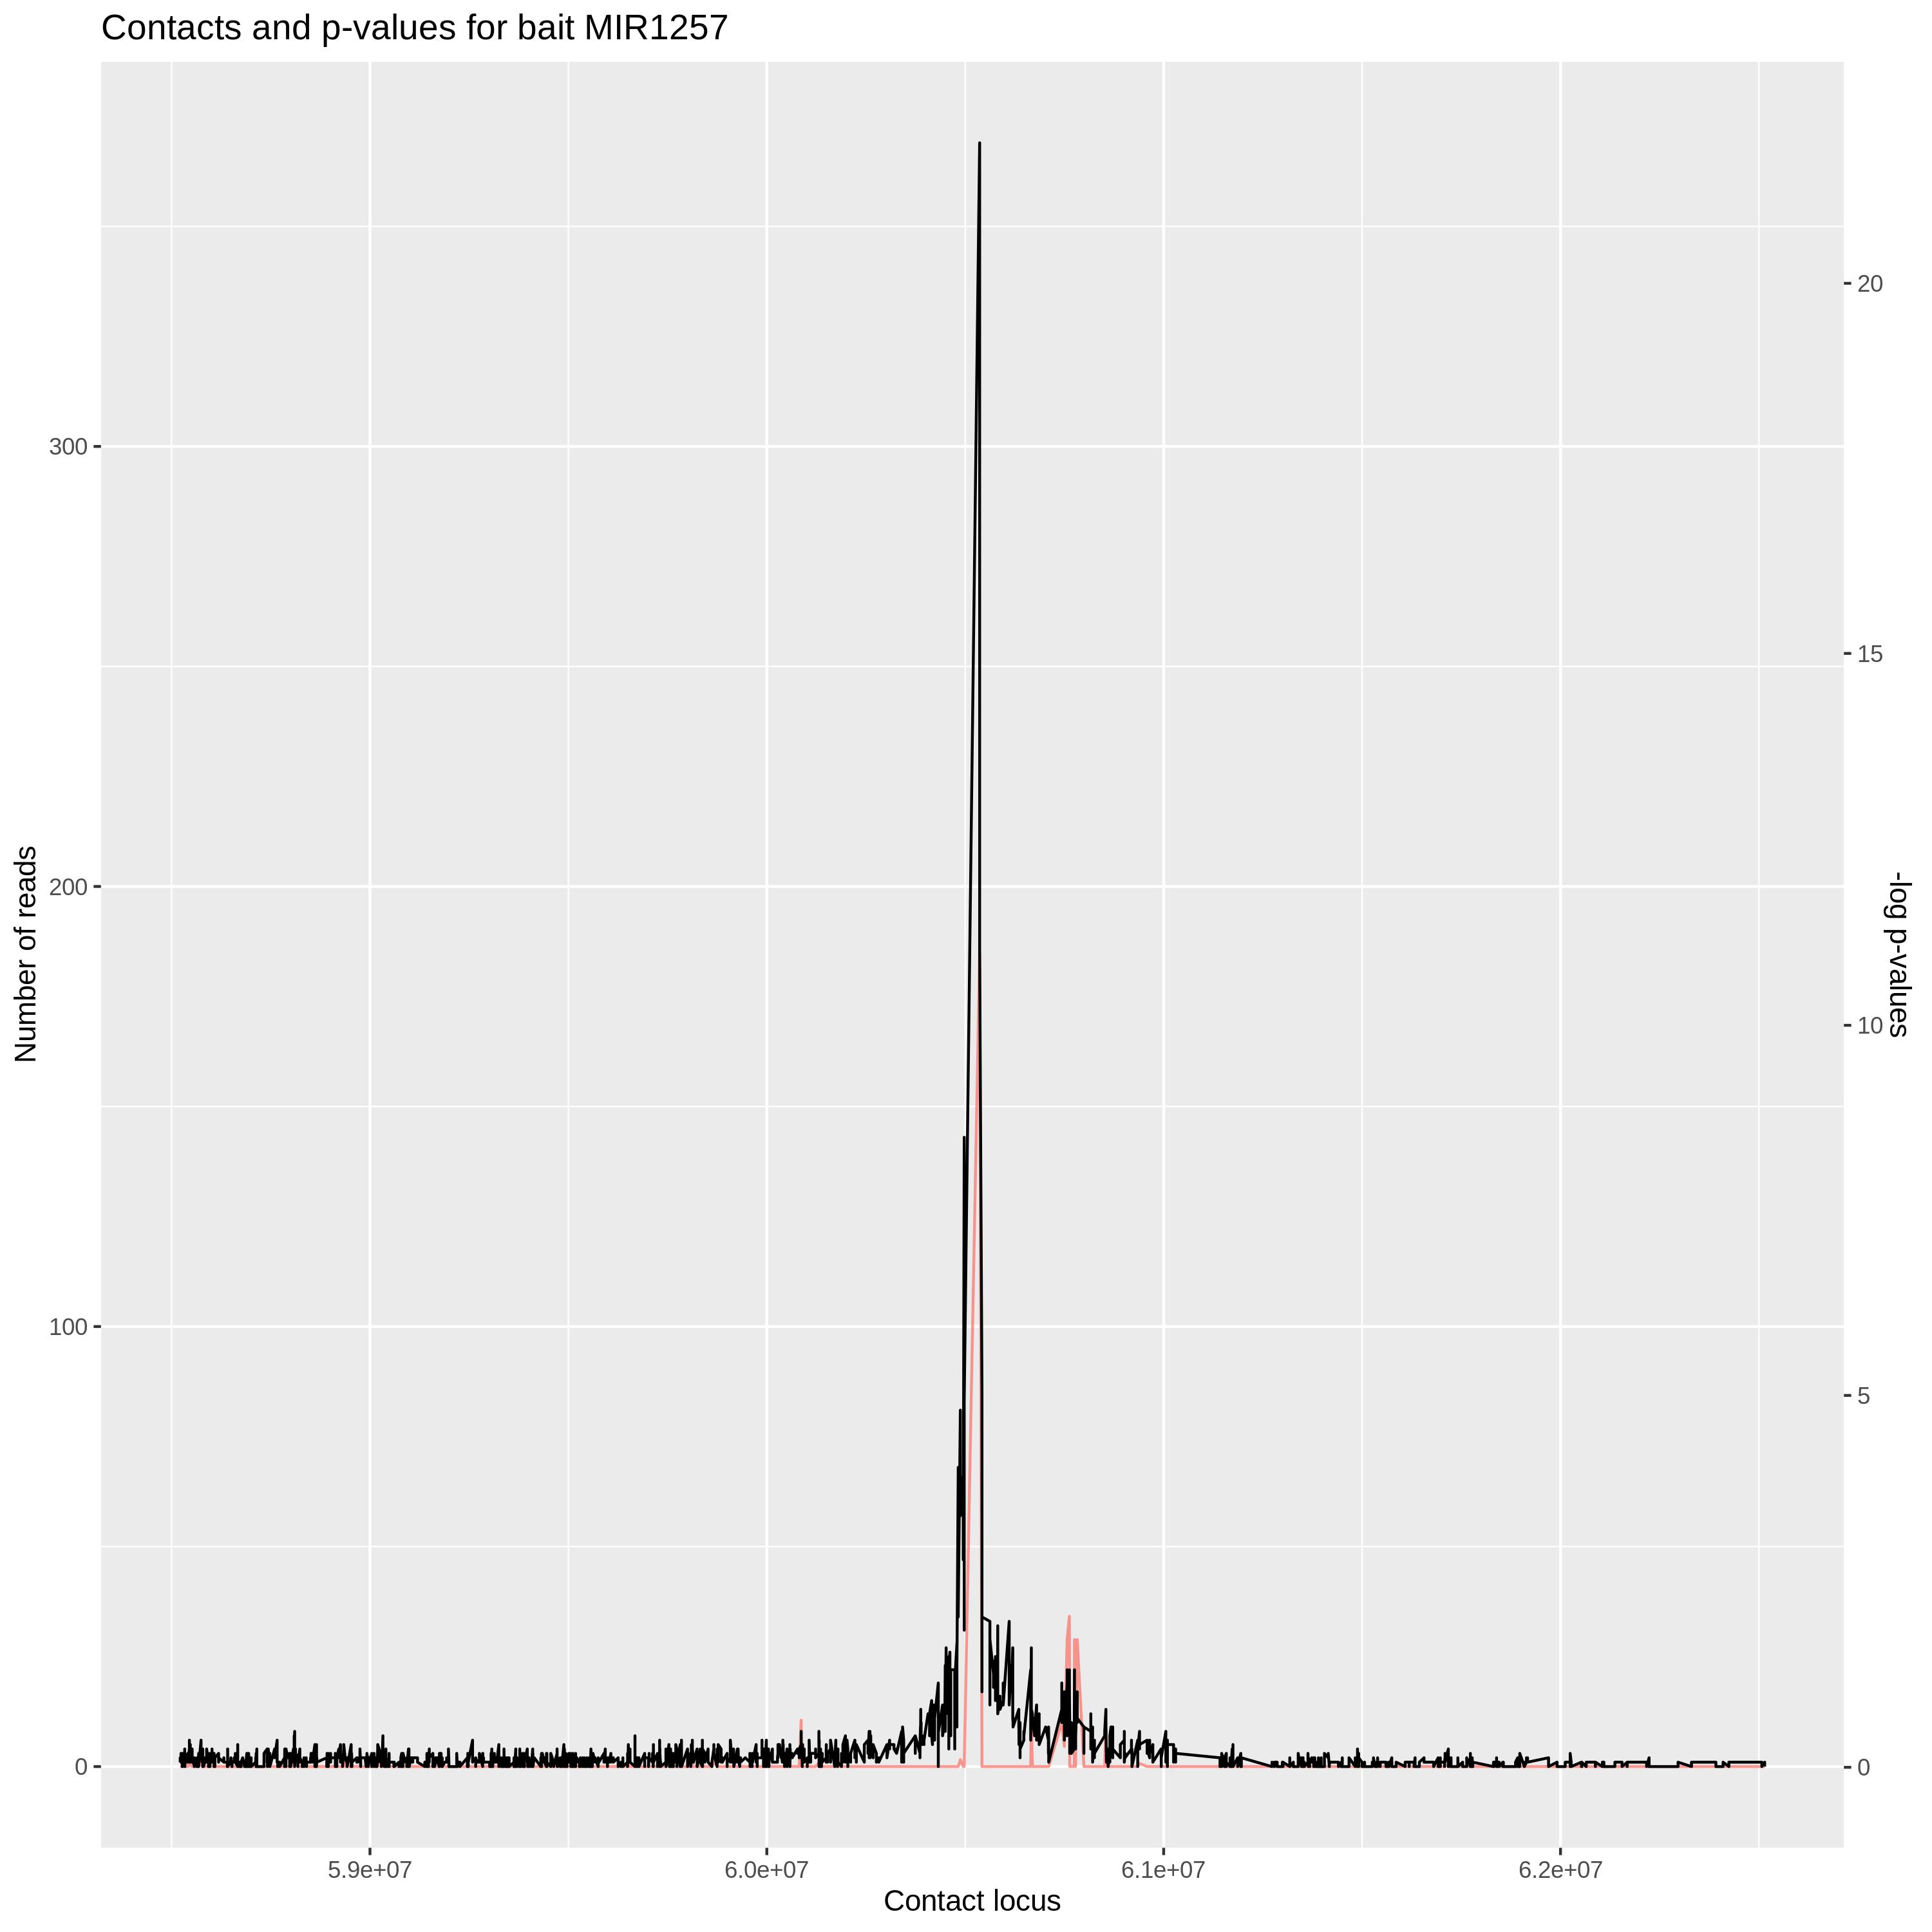 Contacts and p-values for bait MIR1257
Number of reads
300
200
100
0
20
15
10
5
0
-log p-values
5.9e+07
6.0e+07
6.1e+07
6.2e+07
Contact locus